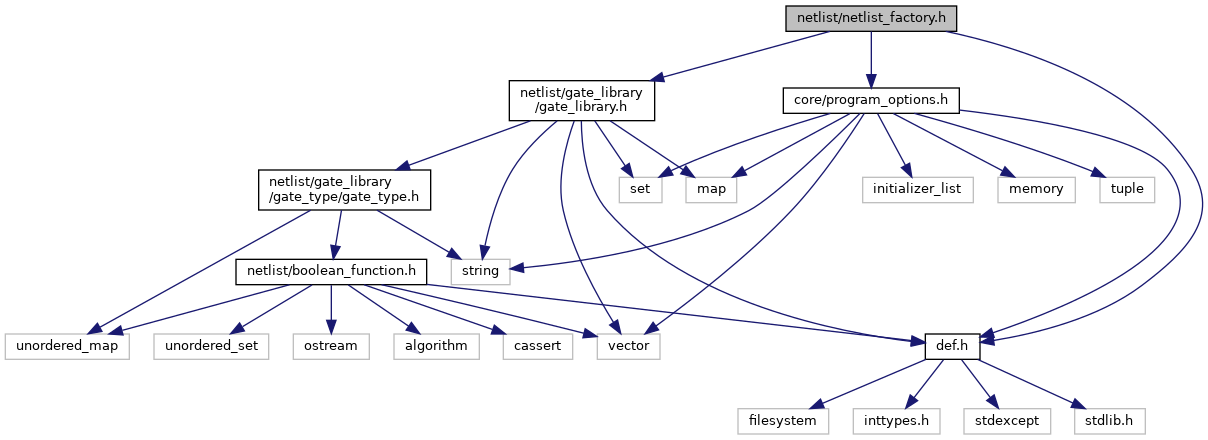 netlist/netlist_factory.h
netlist/gate_library
/gate_library.h
core/program_options.h
netlist/gate_library
/gate_type/gate_type.h
set
map
initializer_list
memory
tuple
netlist/boolean_function.h
string
unordered_map
unordered_set
ostream
algorithm
cassert
vector
def.h
filesystem
inttypes.h
stdexcept
stdlib.h